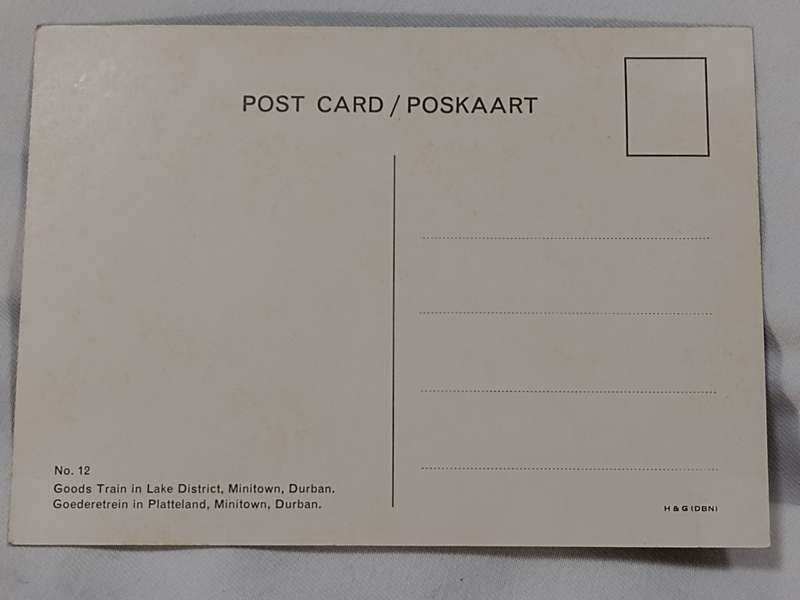 POST CARD / POSKAART
No. 12
Goods Train in Lake District, Minitown, Durban.
Goederetrein in Platteland, Minitown, Durban.
H & G (DBN)